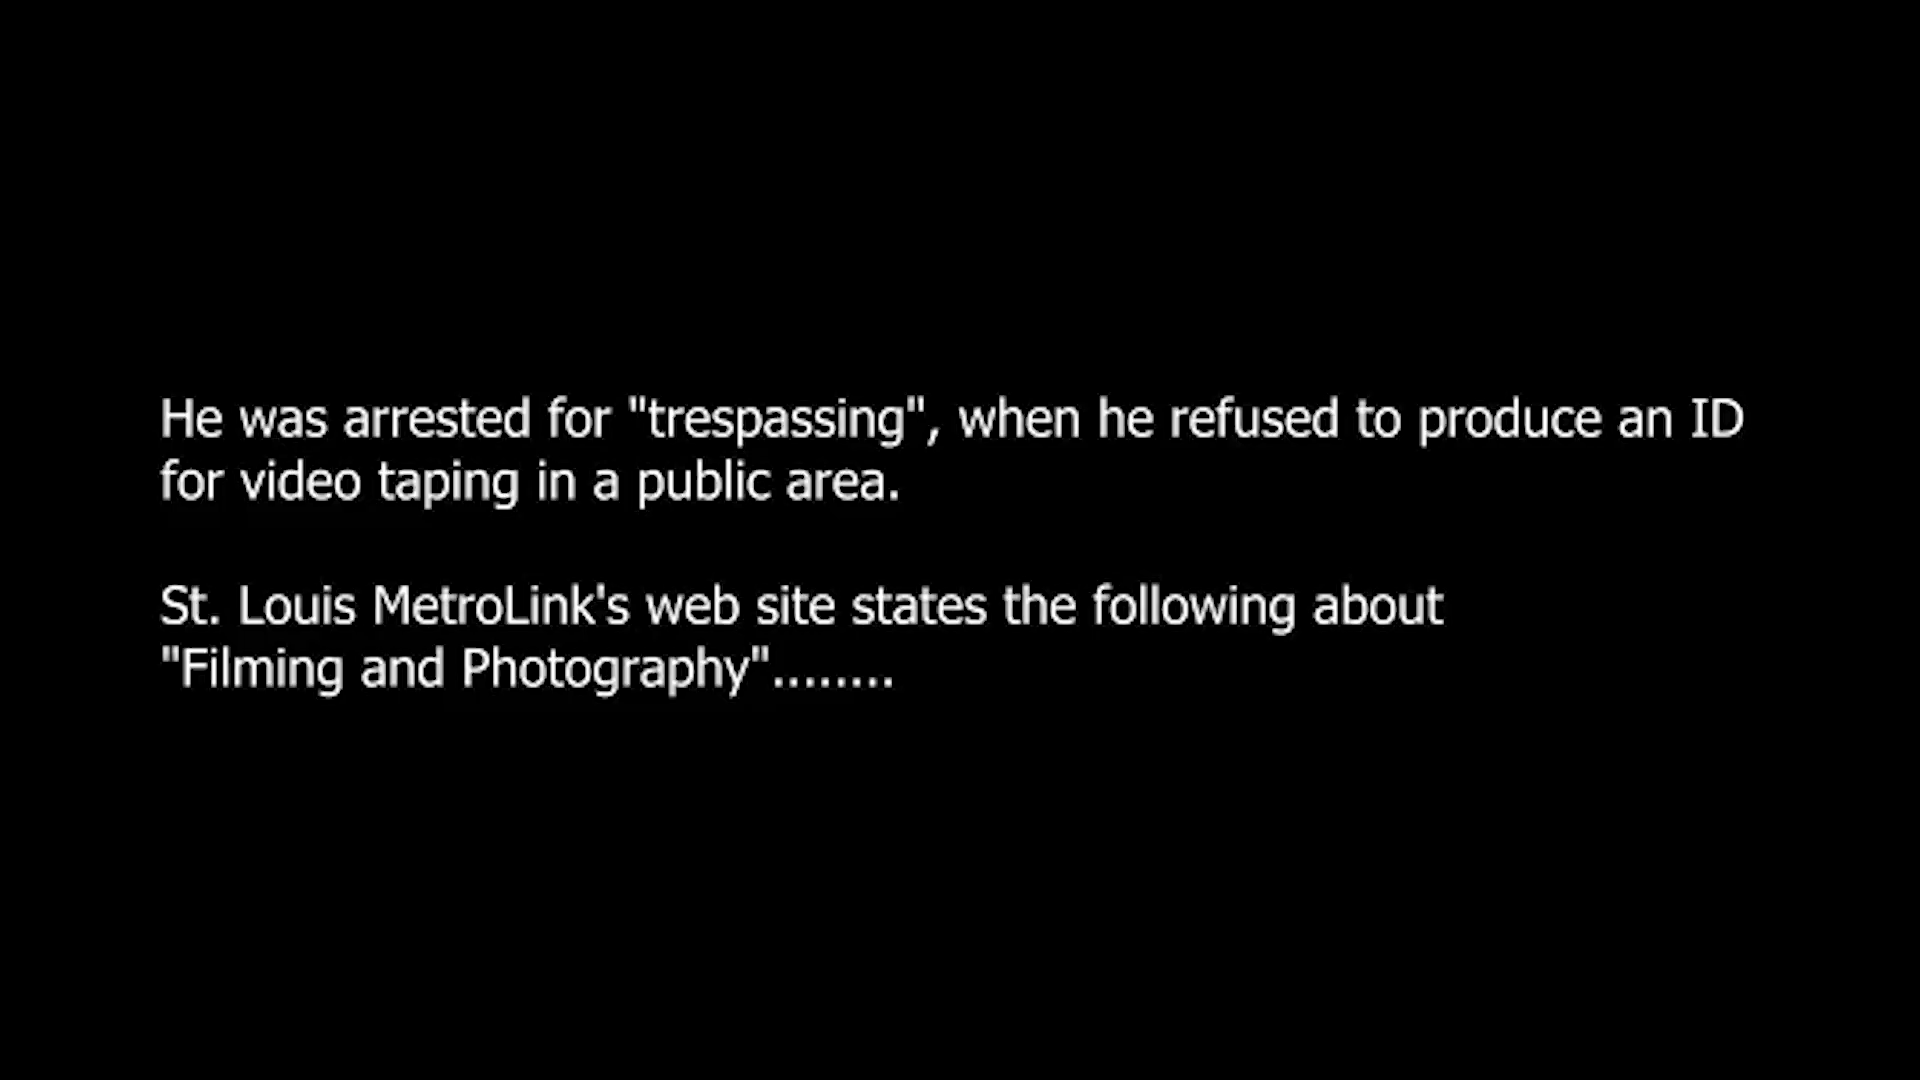 He was arrested for "trespassing", when he refused to produce an ID
for video taping in a public area.
St. Louis MetroLink's web site states the following about
"Filming and Photography"........